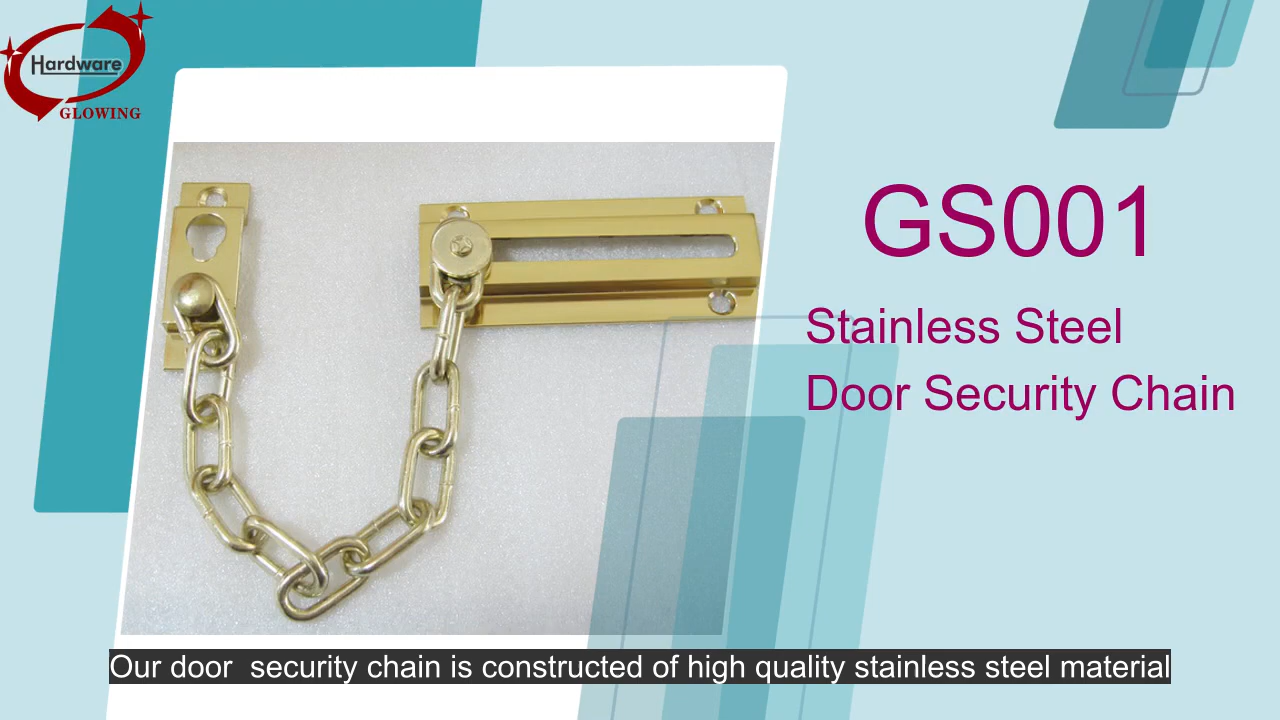 Hardware
GLOWING
GS001
Stainless Steel
Door Security Chain
Our door  security chain is constructed of high quality stainless steel material